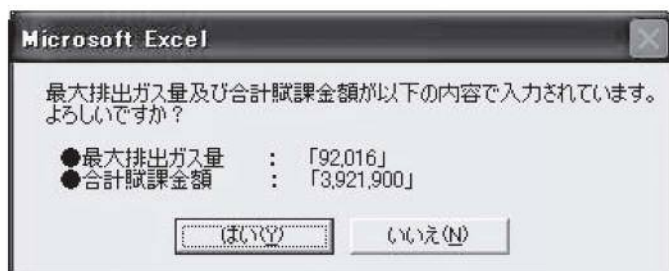 Microsoft Excel
最大排出ガス量及び合計賦課金額が以下の内容で入力されています。
よろしいですか？
●最大排出ガス量 : 「92,016」
●合計賦課金額 : 「3,921,900」
はい(Y) いいえ(N)